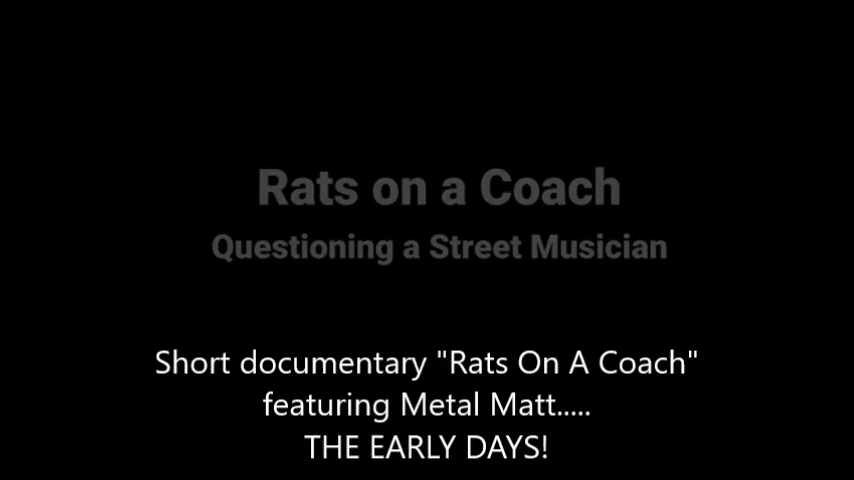 Rats on a Coach
Questioning a Street Musician
Short documentary "Rats On A Coach"
featuring Metal Matt.....
THE EARLY DAYS!